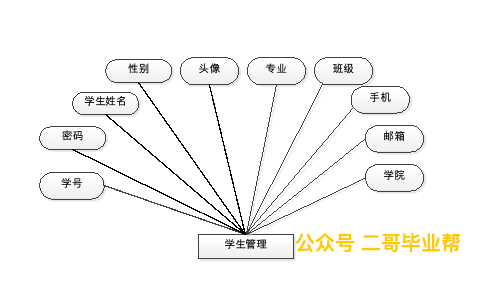 性别
头像
专业
班级
学生姓名
手机
密码
邮箱
学号
学院
学生管理
公众号 二哥毕业帮